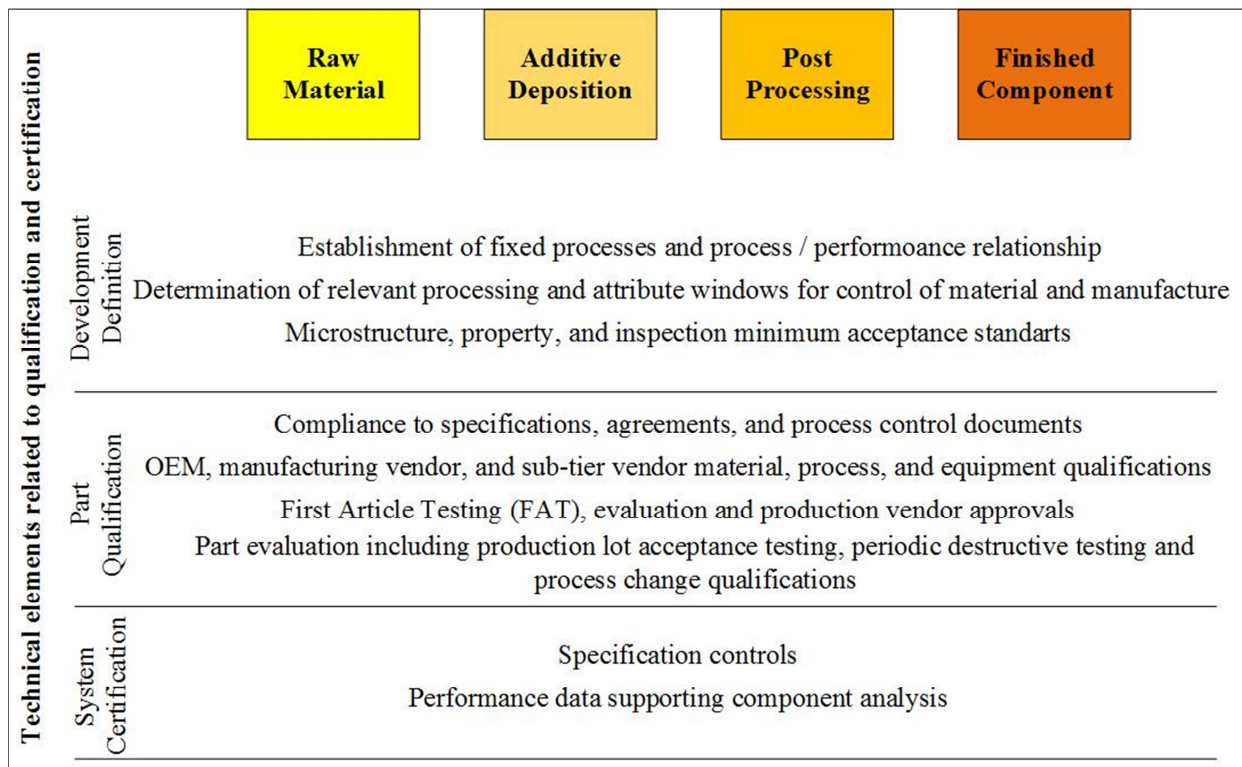 Technical elements related to qualification and certification
Raw
Material
Additive
Deposition
Post
Processing
Finished
Component
Development
Definition
Establishment of fixed processes and process / performoance relationship
Determination of relevant processing and attribute windows for control of material and manufacture
Microstructure, property, and inspection minimum acceptance standarts
Part
Qualification
Compliance to specifications, agreements, and process control documents
OEM, manufacturing vendor, and sub-tier vendor material, process, and equipment qualifications
First Article Testing (FAT), evaluation and production vendor approvals
Part evaluation including production lot acceptance testing, periodic destructive testing and
process change qualifications
System
Certification
Specification controls
Performance data supporting component analysis